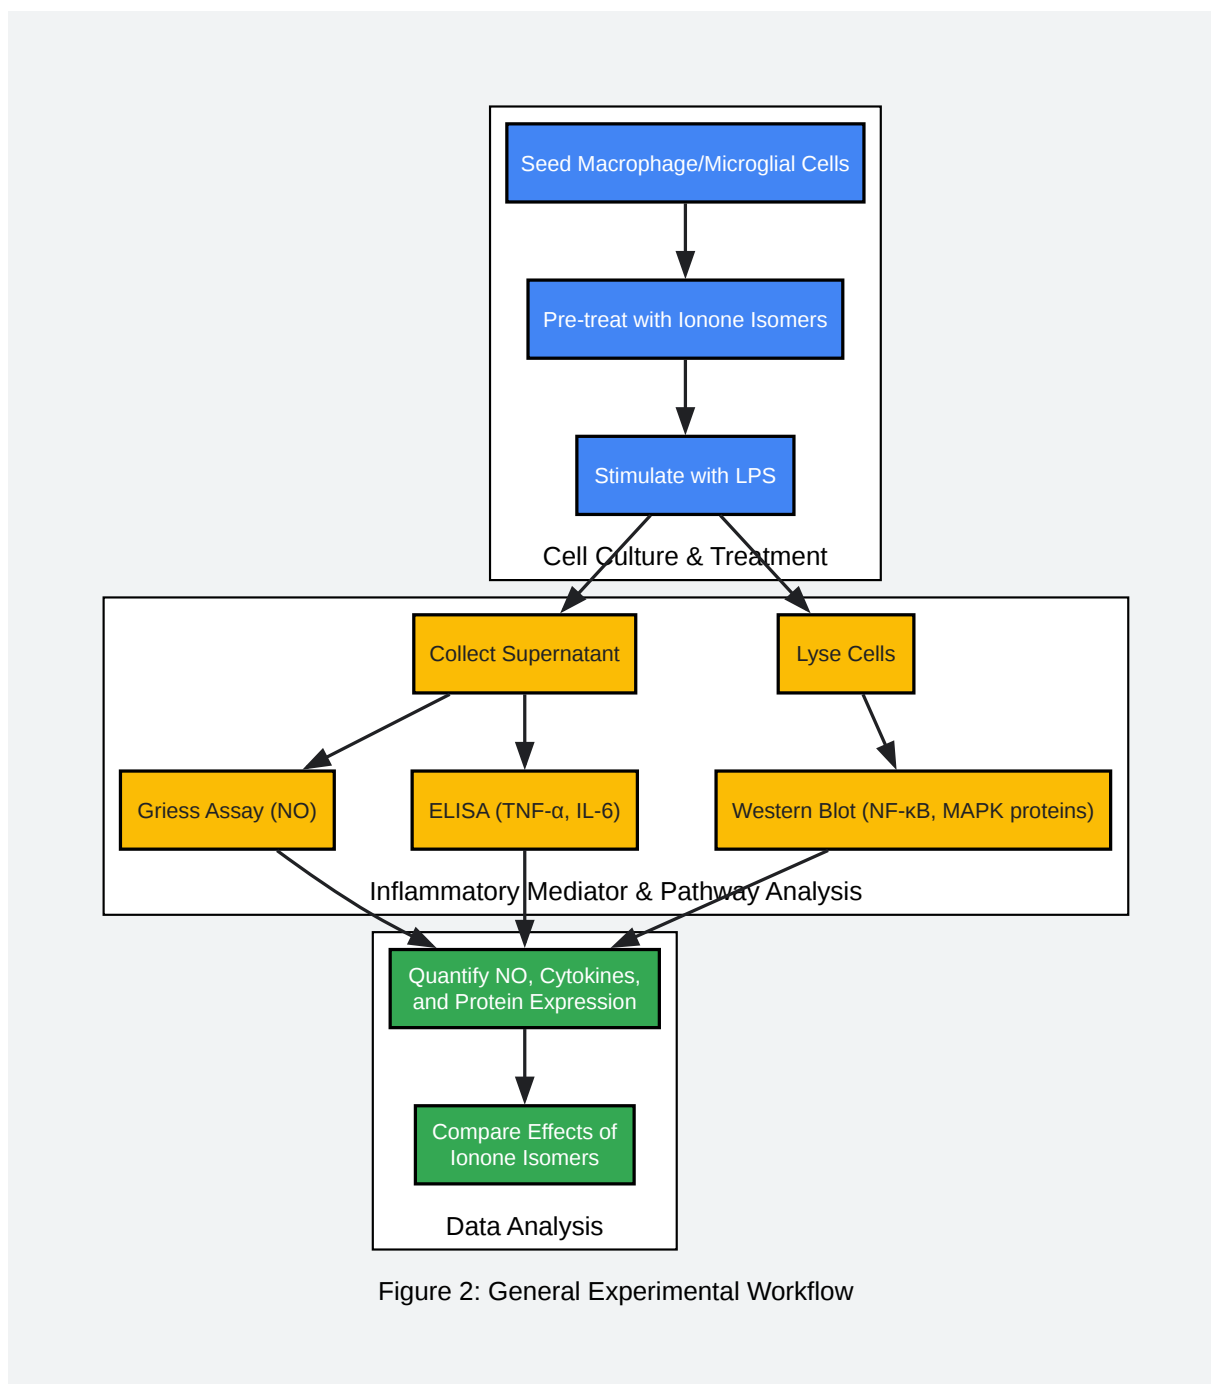 Seed Macrophage/Microglial Cells
Pre-treat with Ionone Isomers
Stimulate with LPS
Cell Culture & Treatment
Collect Supernatant
Lyse Cells
Griess Assay (NO)
ELISA (TNF-α, IL-6)
Western Blot (NF-κB, MAPK proteins)
Inflammatory Mediator & Pathway Analysis
Quantify NO, Cytokines,
and Protein Expression
Compare Effects of
Ionone Isomers
Data Analysis
Figure 2: General Experimental Workflow